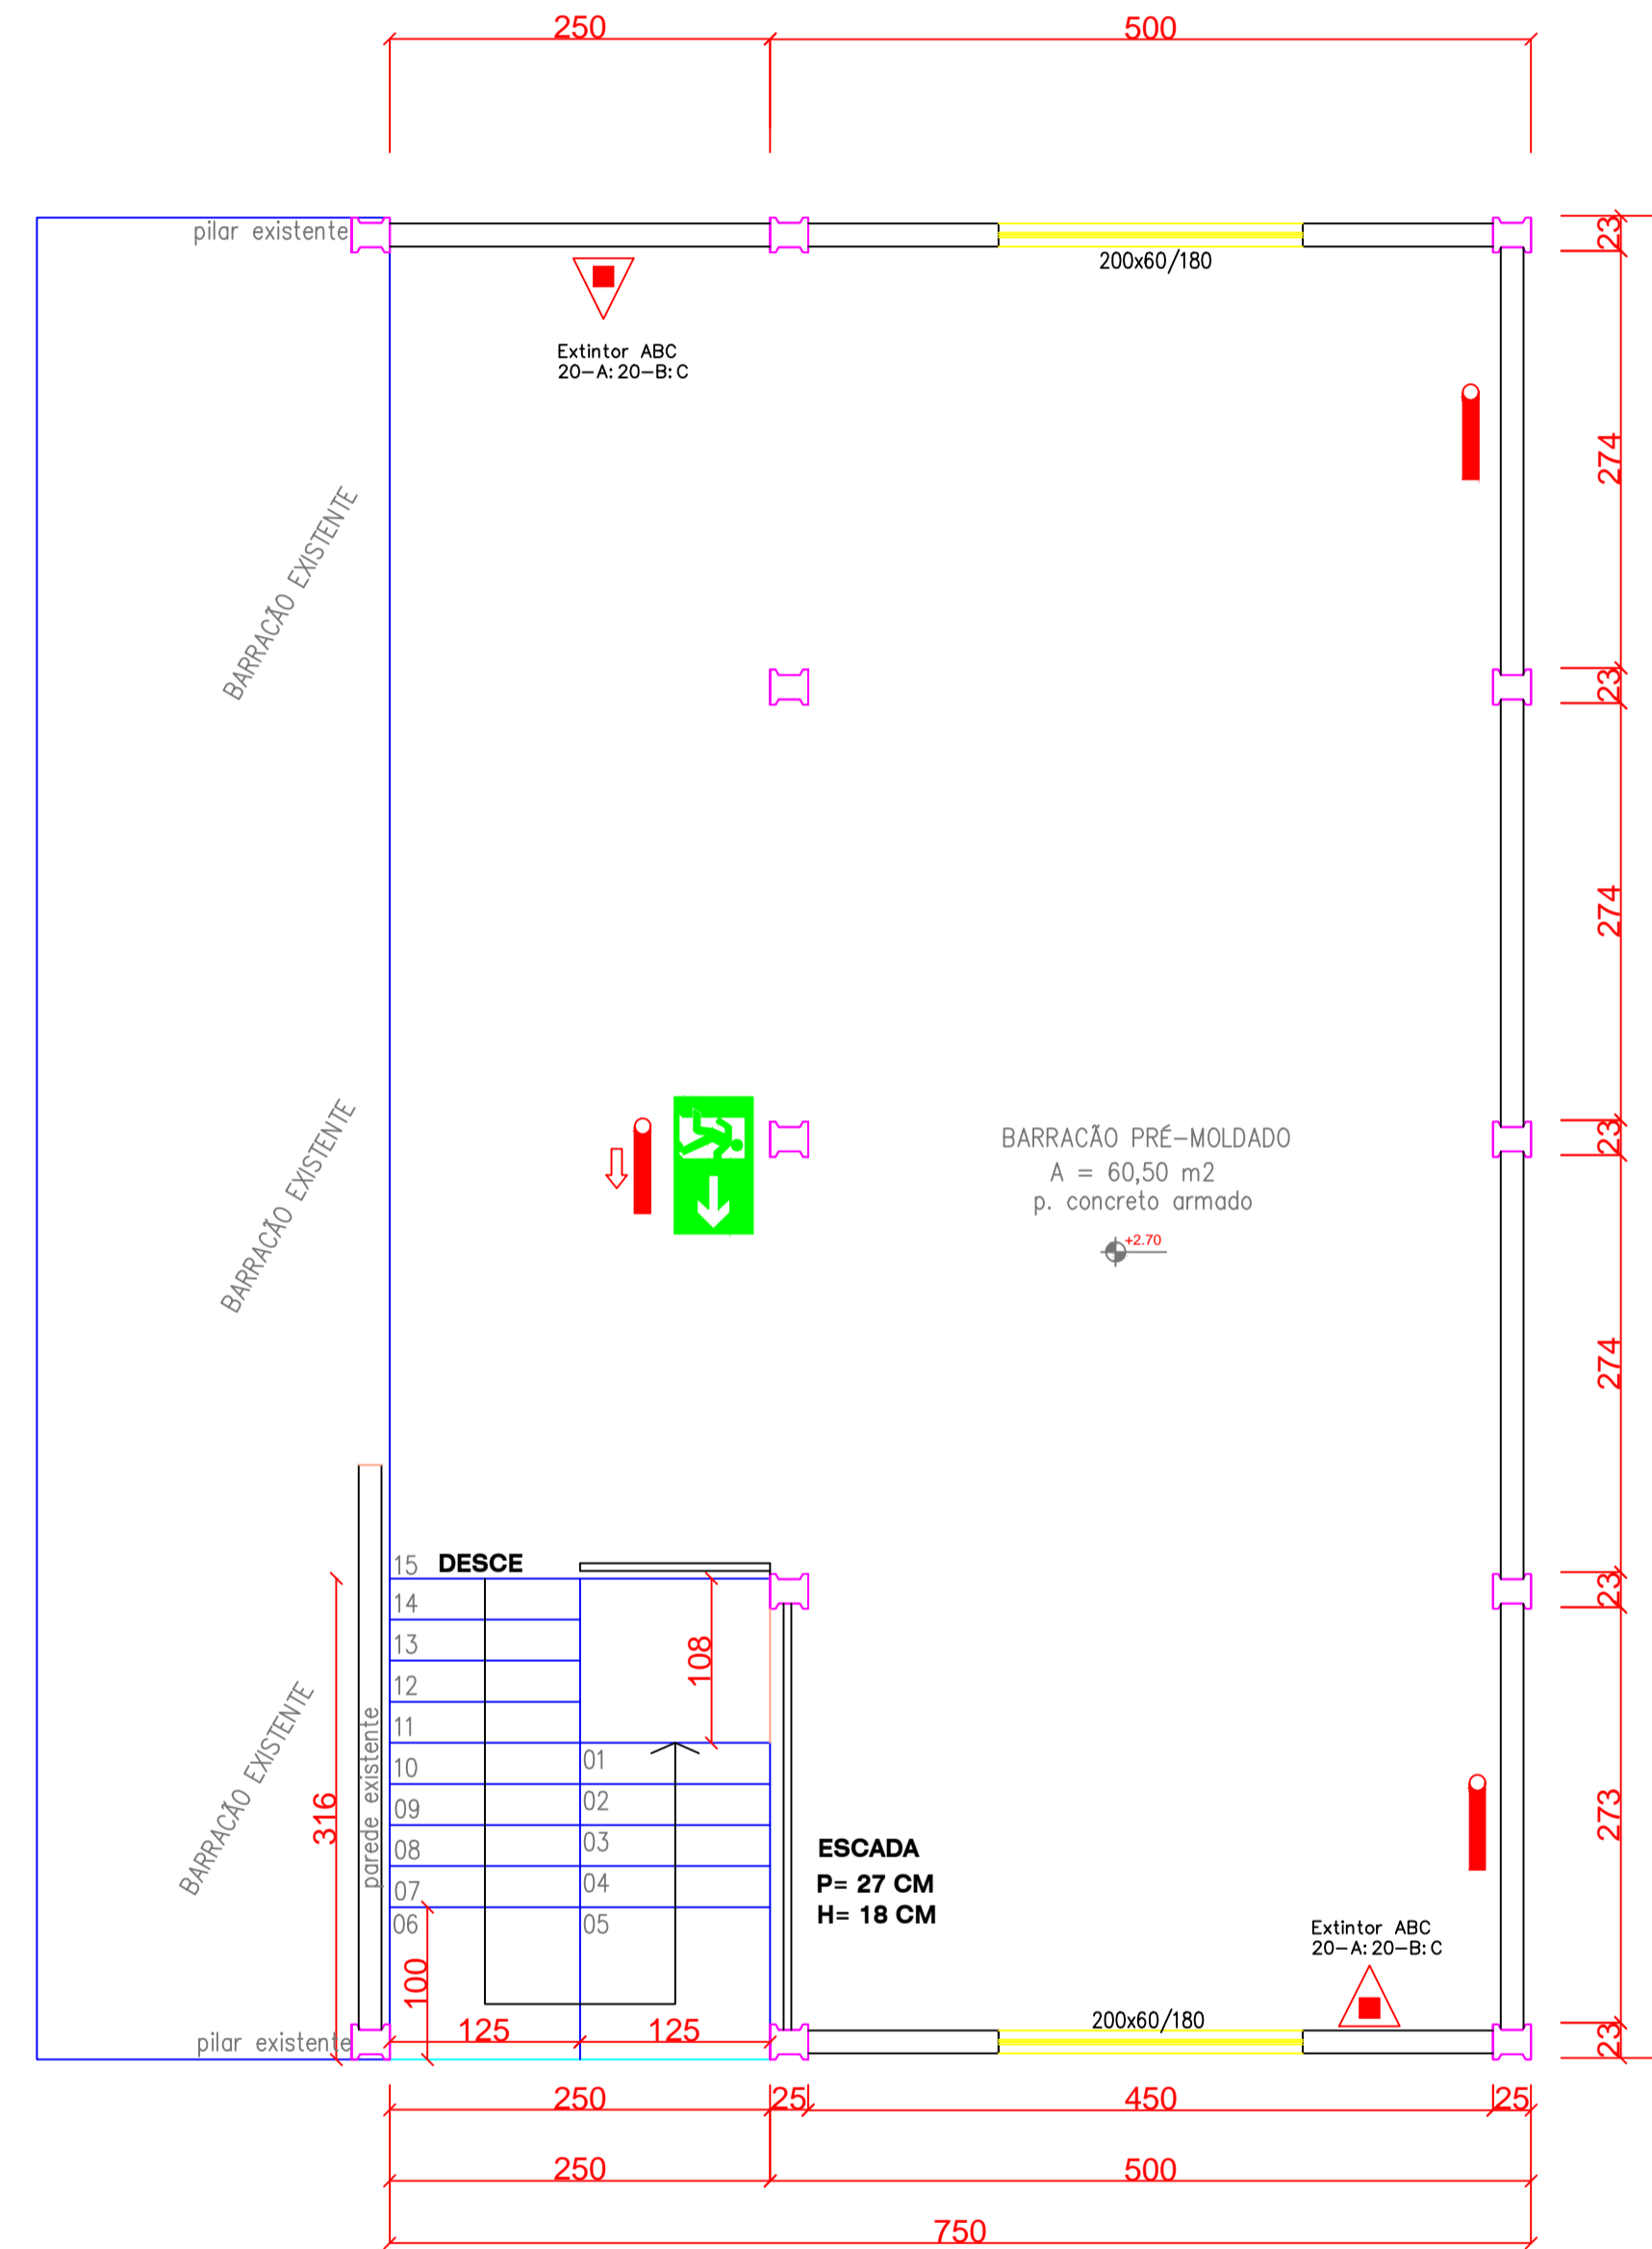 250
500
pilar existente
200x60/180
23
Extintor ABC
20-A:20-B:C
274
BARRACÃO EXISTENTE
23
274
BARRACÃO EXISTENTE
23
BARRACÃO PRÉ-MOLDADO
A = 60,50 m2
p. concreto armado
+2.70
274
15
DESCE
23
14
13
12
11
10
09
08
07
06
108
01
02
03
04
05
BARRACÃO EXISTENTE
parede existente
316
100
ESCADA
P= 27 CM
H= 18 CM
273
Extintor ABC
20-A:20-B:C
200x60/180
pilar existente
125
125
23
250
25
450
25
250
500
750